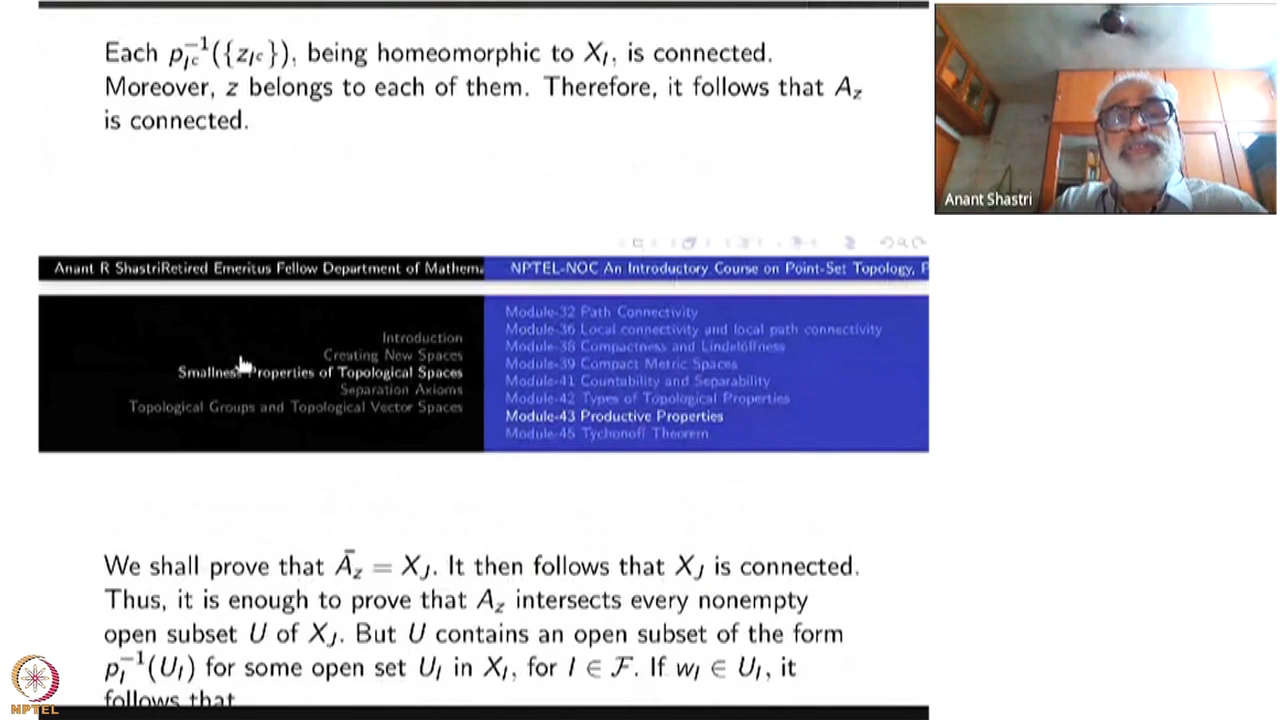 Each $p_{I^c}^{-1}(\{z_{I^c}\})$, being homeomorphic to $X_I$, is connected.
Moreover, z belongs to each of them. Therefore, it follows that $A_z$
is connected.
Anant Shastri
Anant R ShastriRetired Emeritus Fellow Department of Mathema
NPTEL-NOC An Introductory Course on Point-Set Topology, P
Introduction
Creating New Spaces
Smallness Properties of Topological Spaces
Separation Axioms
Topological Groups and Topological Vector Spaces
Module-32 Path Connectivity
Module-36 Local connectivity and local path connectivity
Module-38 Compactness and Lindelöffness
Module-39 Compact Metric Spaces
Module-41 Countability and Separability
Module-42 Types of Topological Properties
Module-43 Productive Properties
Module-45 Tychonoff Theorem
We shall prove that $\bar{A}_z = X_J$. It then follows that $X_J$ is connected.
Thus, it is enough to prove that $A_z$ intersects every nonempty
open subset U of $X_J$. But U contains an open subset of the form
$p_I^{-1}(U_I)$ for some open set $U_I$ in $X_I$, for $I \in \mathcal{F}$. If $w_I \in U_I$, it
follows that
NPTEL